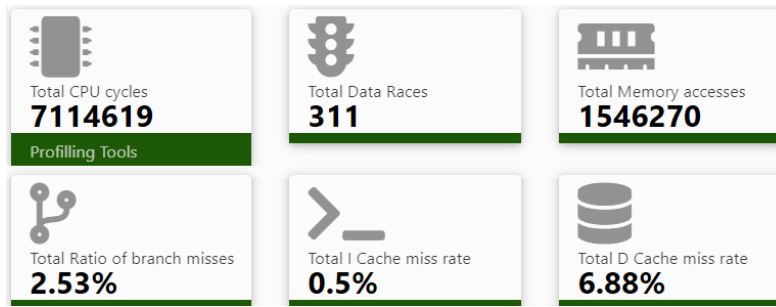 Total CPU cycles
7114619
Profilling Tools
Total Data Races
311
Total Memory accesses
1546270
Total Ratio of branch misses
2.53%
Total I Cache miss rate
0.5%
Total D Cache miss rate
6.88%